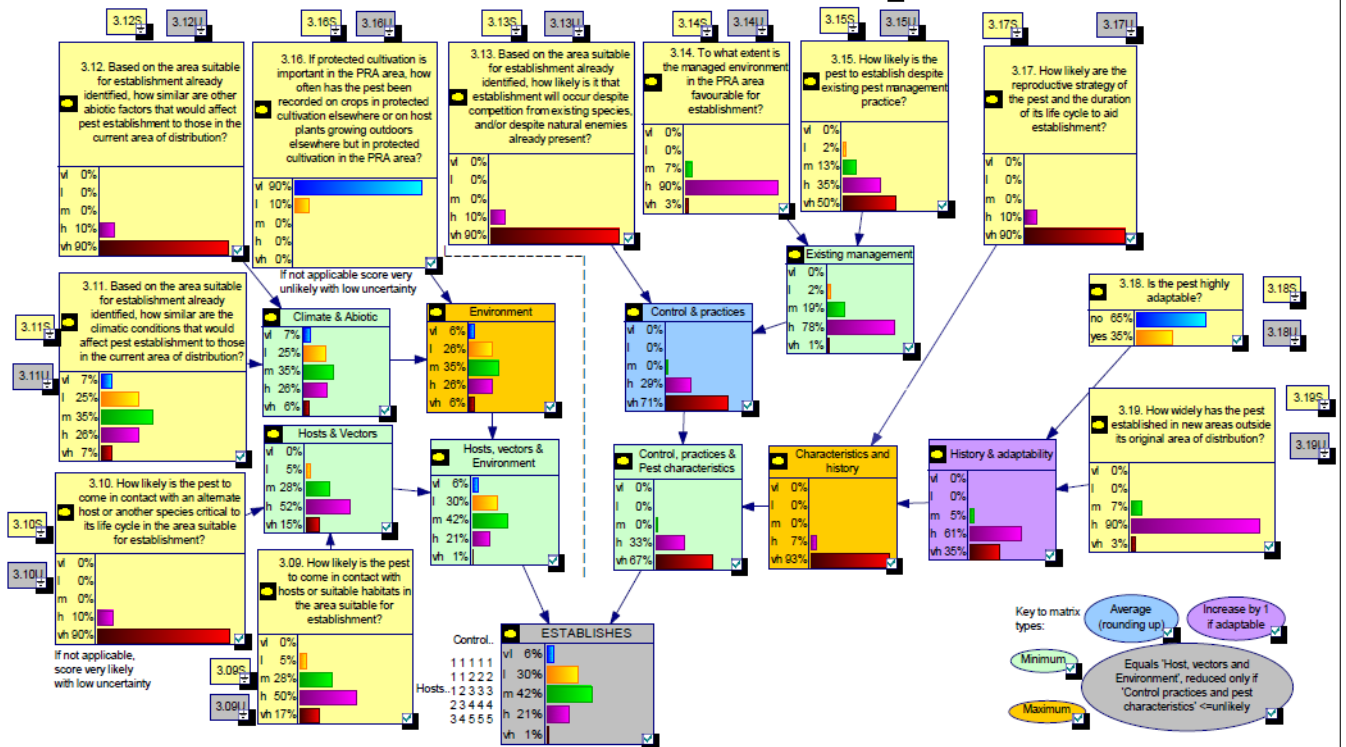 3.12S
3.12U
3.16S
3.16U
3.13S
3.13U
3.14S
3.14U
3.15S
3.15U
3.17S
3.17U
3.12. Based on the area suitable
for establishment already
identified, how similar are other
abiotic factors that would affect
pest establishment to those in the
current area of distribution?
vl 0%
l 0%
m 0%
h 10%
vh 90%
3.16. If protected cultivation is
important in the PRA area, how
often has the pest been
recorded on crops in protected
cultivation elsewhere or on host
plants growing outdoors
elsewhere but in protected
cultivation in the PRA area?
vl 90%
l 10%
m 0%
h 0%
vh 0%
If not applicable score very
unlikely with low uncertainty
3.13. Based on the area suitable
for establishment already
identified, how likely is it that
establishment will occur despite
competition from existing species,
and/or despite natural enemies
already present?
vl 0%
l 0%
m 0%
h 10%
vh 90%
3.14. To what extent is
the managed environment
in the PRA area
favourable for
establishment?
vl 0%
l 0%
m 7%
h 90%
vh 3%
3.15. How likely is the
pest to establish despite
existing pest management
practice?
vl 0%
l 2%
m 13%
h 35%
vh 50%
3.17. How likely are the
reproductive strategy of
the pest and the duration
of its life cycle to aid
establishment?
vl 0%
l 0%
m 0%
h 10%
vh 90%
Existing management
vl 0%
l 2%
m 19%
h 78%
vh 1%
3.11S
3.11U
3.11. Based on the area suitable
for establishment already
identified, how similar are the
climatic conditions that would
affect pest establishment to those
in the current area of distribution?
vl 7%
l 25%
m 35%
h 26%
vh 7%
Climate & Abiotic
vl 7%
l 25%
m 35%
h 26%
vh 6%
Environment
vl 6%
l 26%
m 35%
h 26%
vh 6%
Control & practices
vl 0%
l 0%
m 0%
h 29%
vh 71%
3.18. Is the pest highly
adaptable?
no 65%
yes 35%
3.18S
3.18U
3.19. How widely has the pest
established in new areas outside
its original area of distribution?
vl 0%
l 0%
m 7%
h 90%
vh 3%
3.19S
3.19U
Hosts & Vectors
vl 0%
l 5%
m 28%
h 52%
vh 15%
Hosts, vectors &
Environment
vl 6%
l 30%
m 42%
h 21%
vh 1%
Control, practices &
Pest characteristics
vl 0%
l 0%
m 0%
h 33%
vh 67%
Characteristics and
history
vl 0%
l 0%
m 0%
h 7%
vh 93%
History & adaptability
vl 0%
l 0%
m 5%
h 61%
vh 35%
3.10S
3.10U
3.10. How likely is the pest to
come in contact with an alternate
host or another species critical to
its life cycle in the area suitable
for establishment?
vl 0%
l 0%
m 0%
h 10%
vh 90%
If not applicable,
score very likely
with low uncertainty
3.09S
3.09U
3.09. How likely is the pest
to come in contact with
hosts or suitable habitats in
the area suitable for
establishment?
vl 0%
l 5%
m 28%
h 50%
vh 17%
Control..
Hosts..
1 1 1 1 1
1 1 2 2 2
1 2 3 3 3
2 3 4 4 4
3 4 5 5 5
ESTABLISHES
vl 6%
l 30%
m 42%
h 21%
vh 1%
Key to matrix
types:
Average
(rounding up)
Increase by 1
if adaptable
Minimum
Maximum
Equals 'Host, vectors and
Environment', reduced only if
'Control practices and pest
characteristics' <=unlikely